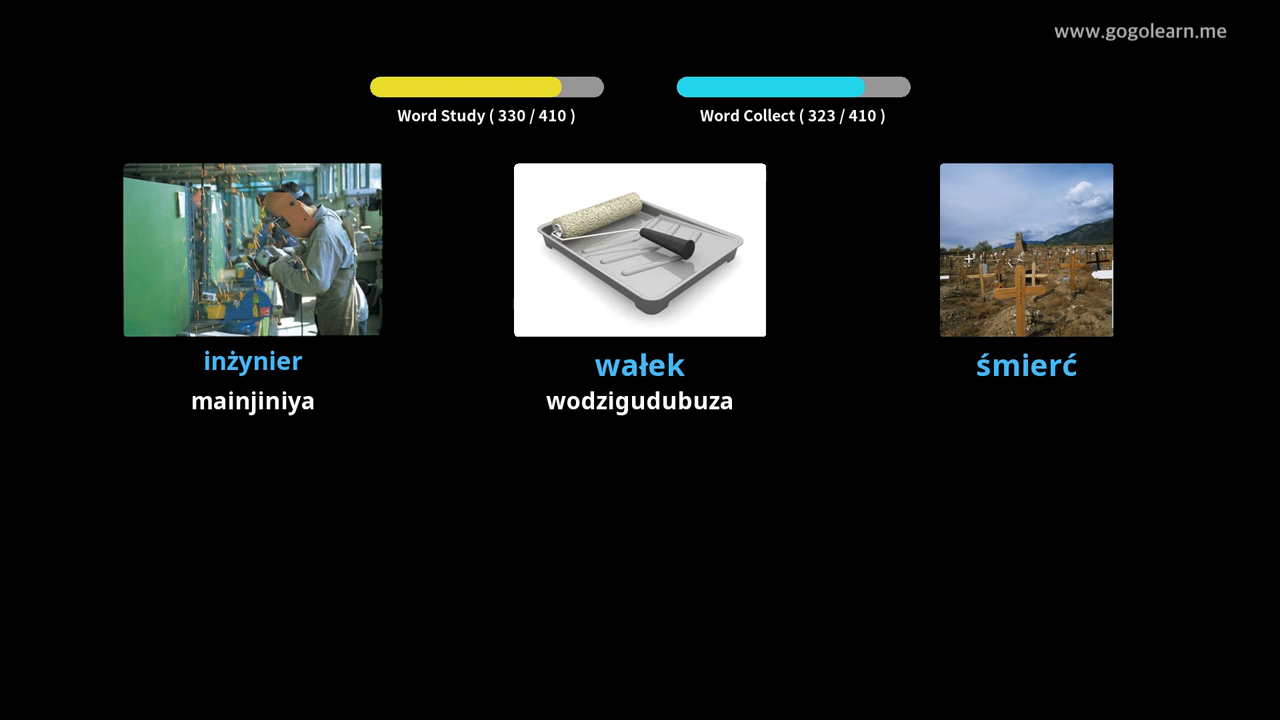 www.gogolearn.me
Word Study ( 330 / 410 )
Word Collect ( 323 / 410 )
inżynier
mainjiniya
wałek
wodzigudubuza
śmierć